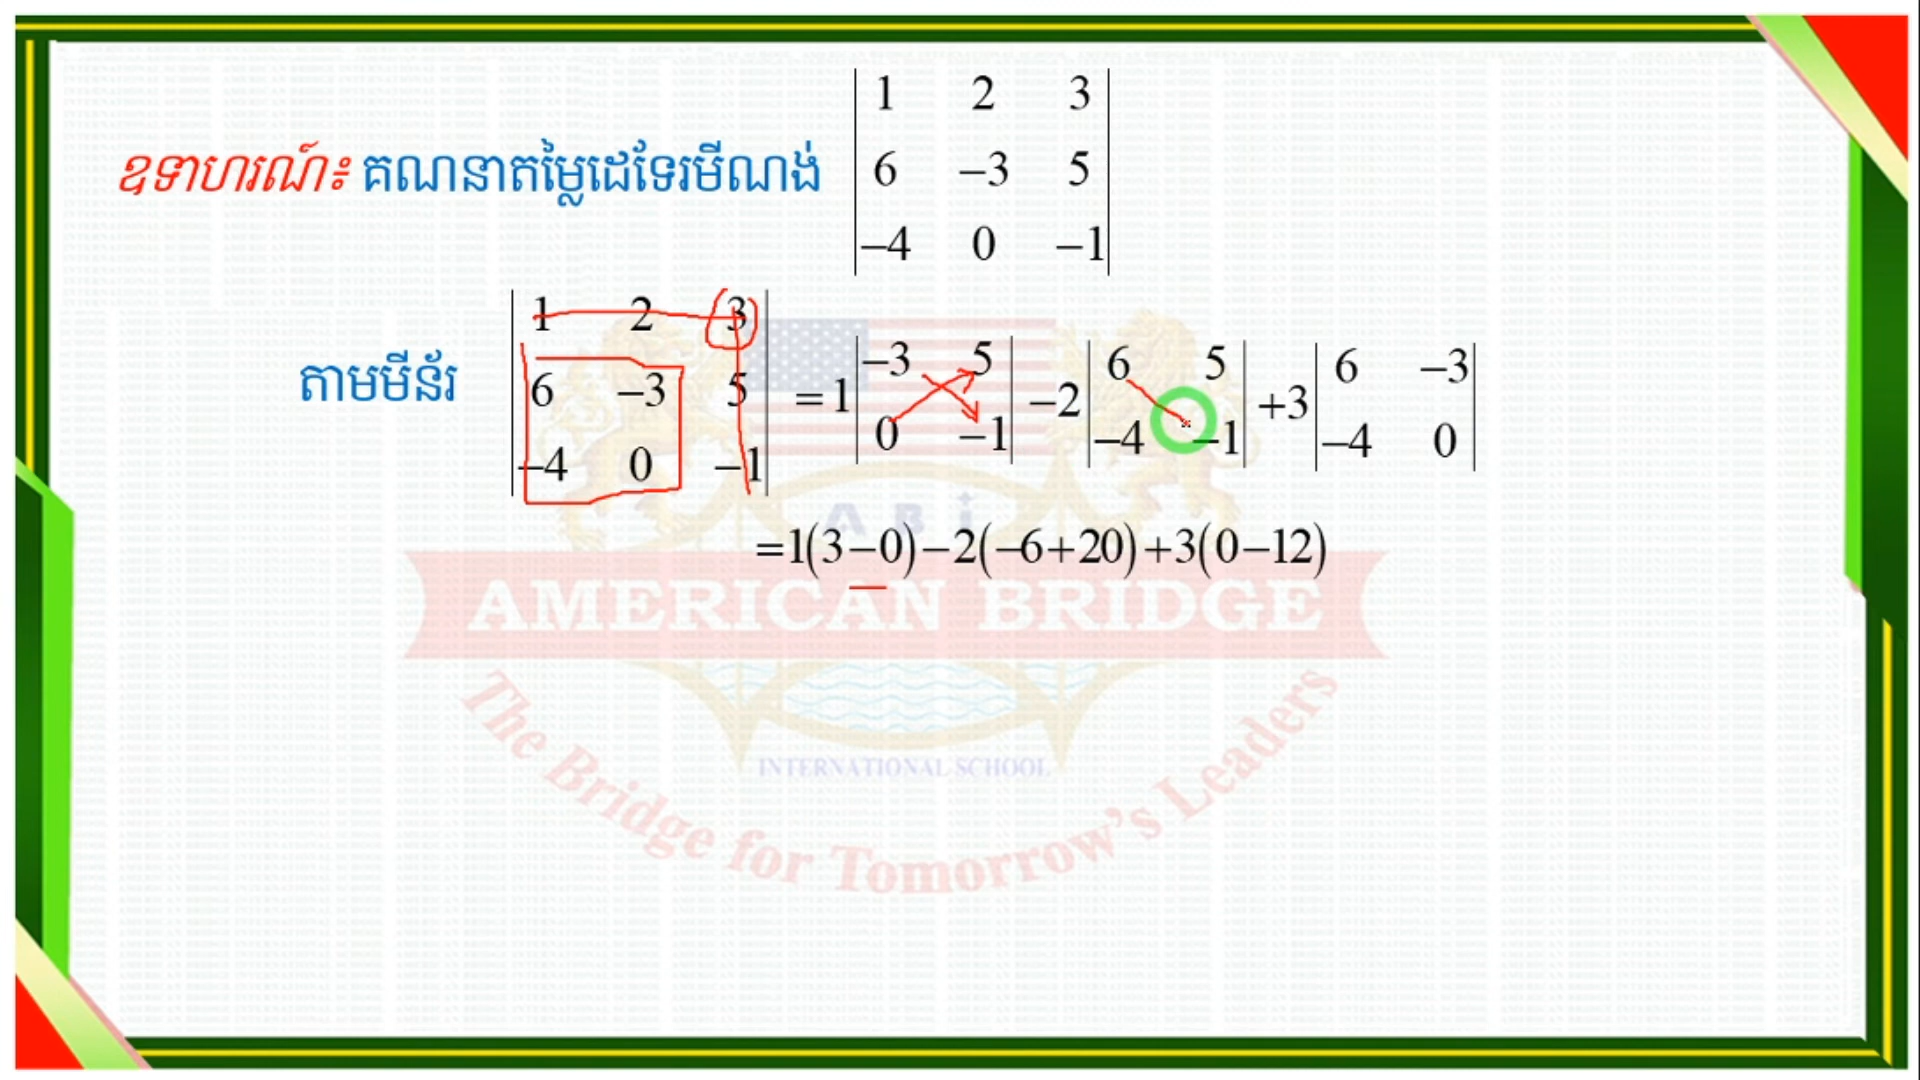 1 2 3
ឧទាហរណ៍៖ គណនាតម្លៃដេទែរមីណង់ 6 −3 5
−4 0 −1
1 2 3
តាមមីន័រ 6 −3 5 =1 −3 5 −2 6 5 +3 6 −3
−4 0 −1 0 −1 −4 −1 −4 0
=1(3−0)−2(−6+20)+3(0−12)
ABi
AMERICAN BRIDGE
INTERNATIONAL SCHOOL
The Bridge for Tomorrow's Leaders